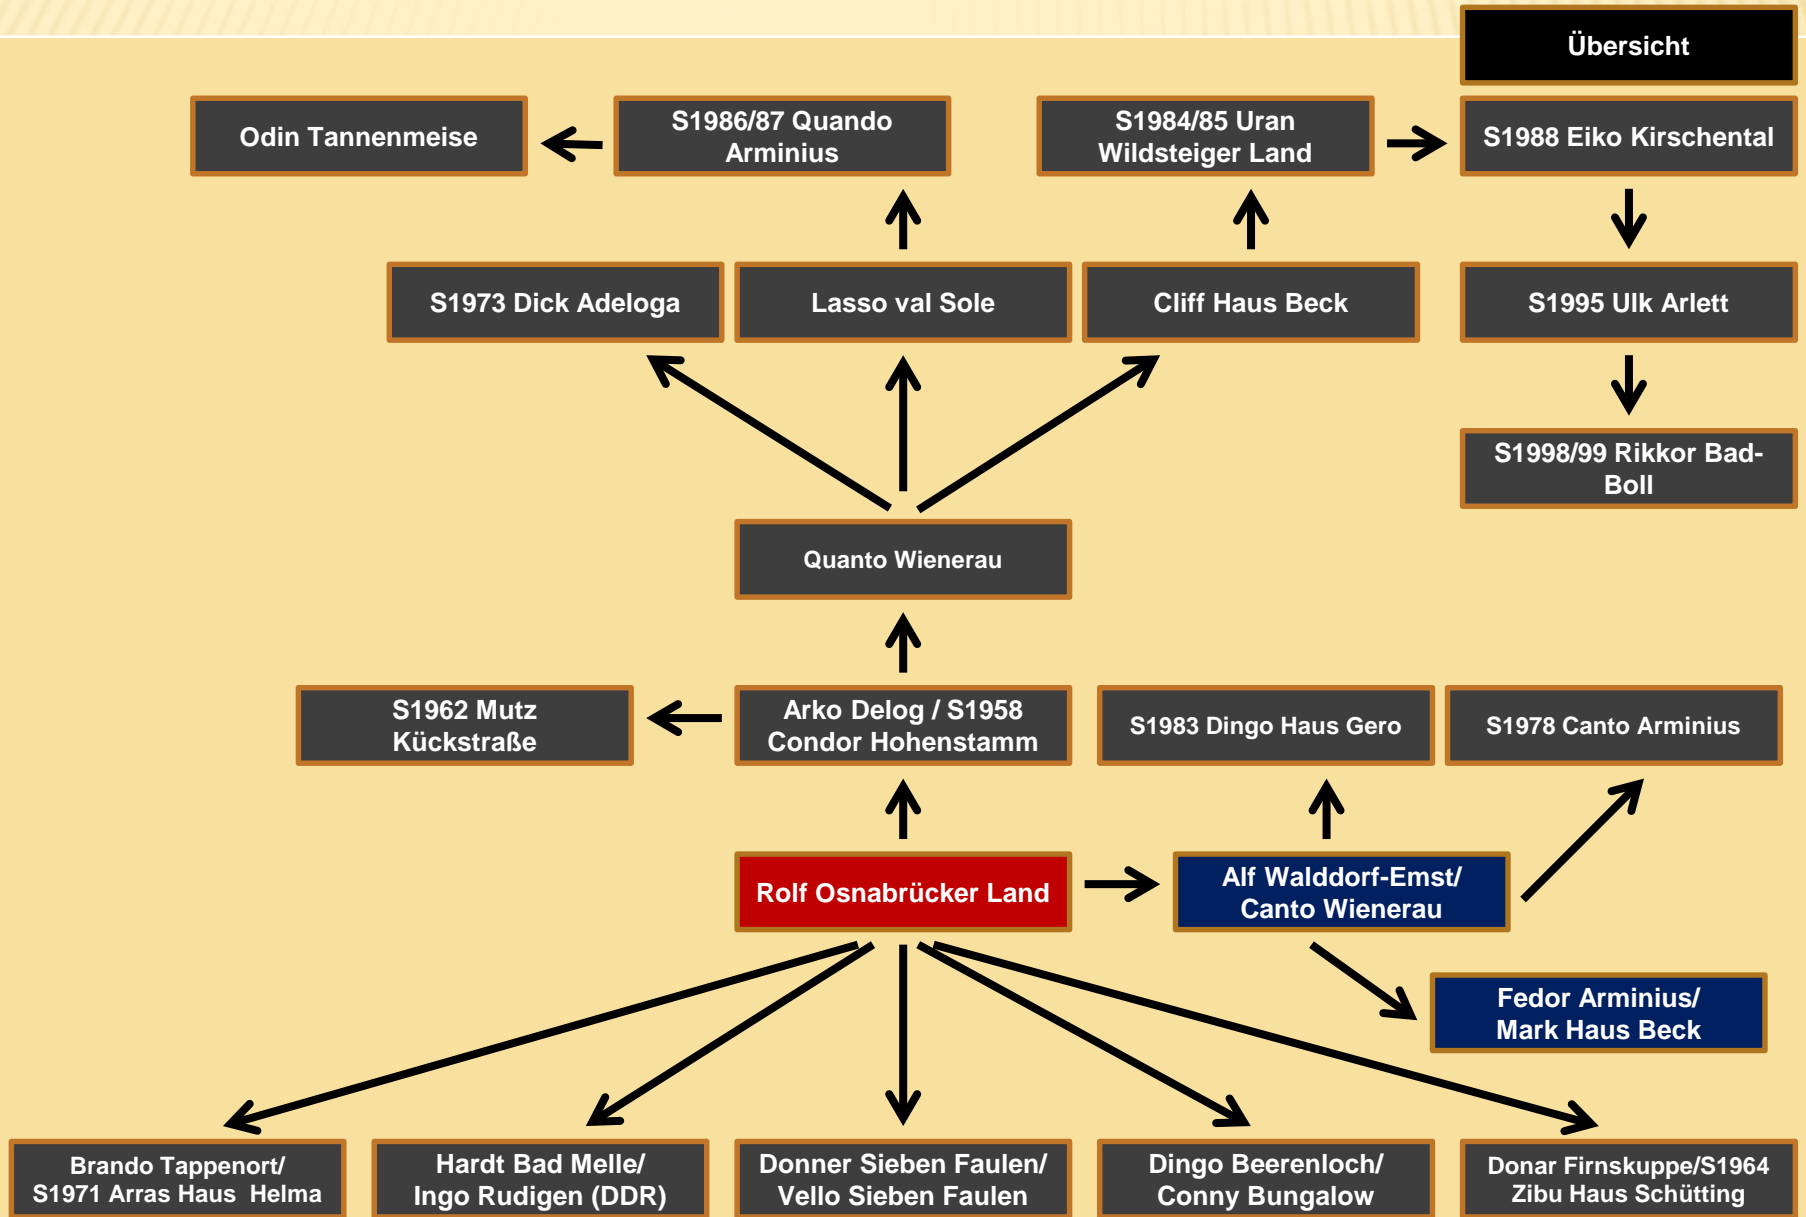 Übersicht
Odin Tannenmeise
S1986/87 Quando
Arminius
S1984/85 Uran
Wildsteiger Land
S1988 Eiko Kirschental
S1973 Dick Adeloga
Lasso val Sole
Cliff Haus Beck
S1995 Ulk Arlett
S1998/99 Rikkor Bad-
Boll
Quanto Wienerau
S1962 Mutz
Kückstraße
Arko Delog / S1958
Condor Hohenstamm
S1983 Dingo Haus Gero
S1978 Canto Arminius
Rolf Osnabrücker Land
Alf Walddorf-Emst/
Canto Wienerau
Fedor Arminius/
Mark Haus Beck
Brando Tappenort/
S1971 Arras Haus Helma
Hardt Bad Melle/
Ingo Rudigen (DDR)
Donner Sieben Faulen/
Vello Sieben Faulen
Dingo Beerenloch/
Conny Bungalow
Donar Firnskuppe/S1964
Zibu Haus Schütting